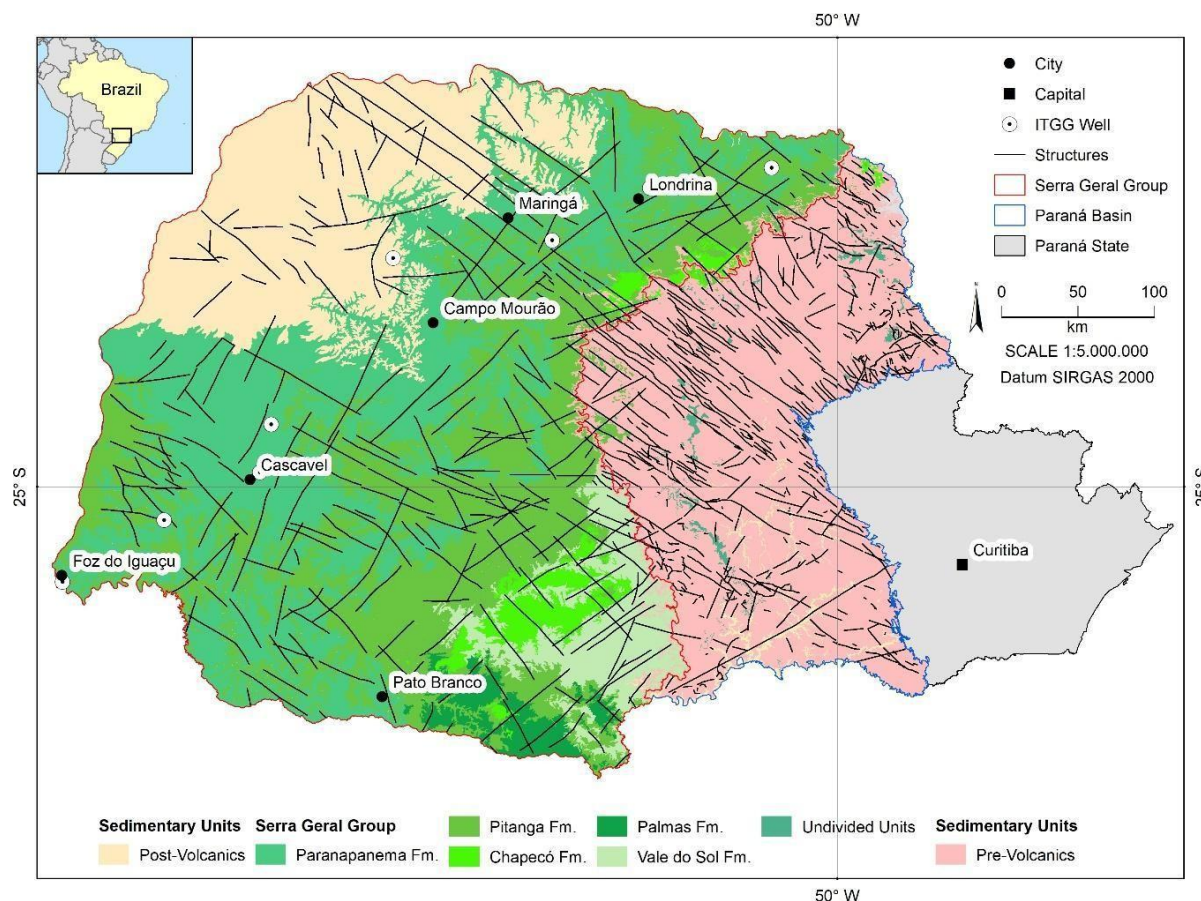 50° W
Brazil
City
Capital
ITGG Well
Structures
Serra Geral Group
Paraná Basin
Paraná State
N
0 50 100
km
SCALE 1:5.000.000
Datum SIRGAS 2000
Londrina
Maringá
Campo Mourão
Cascavel
25° S
25° S
Foz do Iguaçu
Curitiba
Pato Branco
Sedimentary Units
Post-Volcanics
Serra Geral Group
Paranapanema Fm.
Pitanga Fm.
Chapecó Fm.
Palmas Fm.
Vale do Sol Fm.
Undivided Units
Sedimentary Units
Pre-Volcanics
50° W